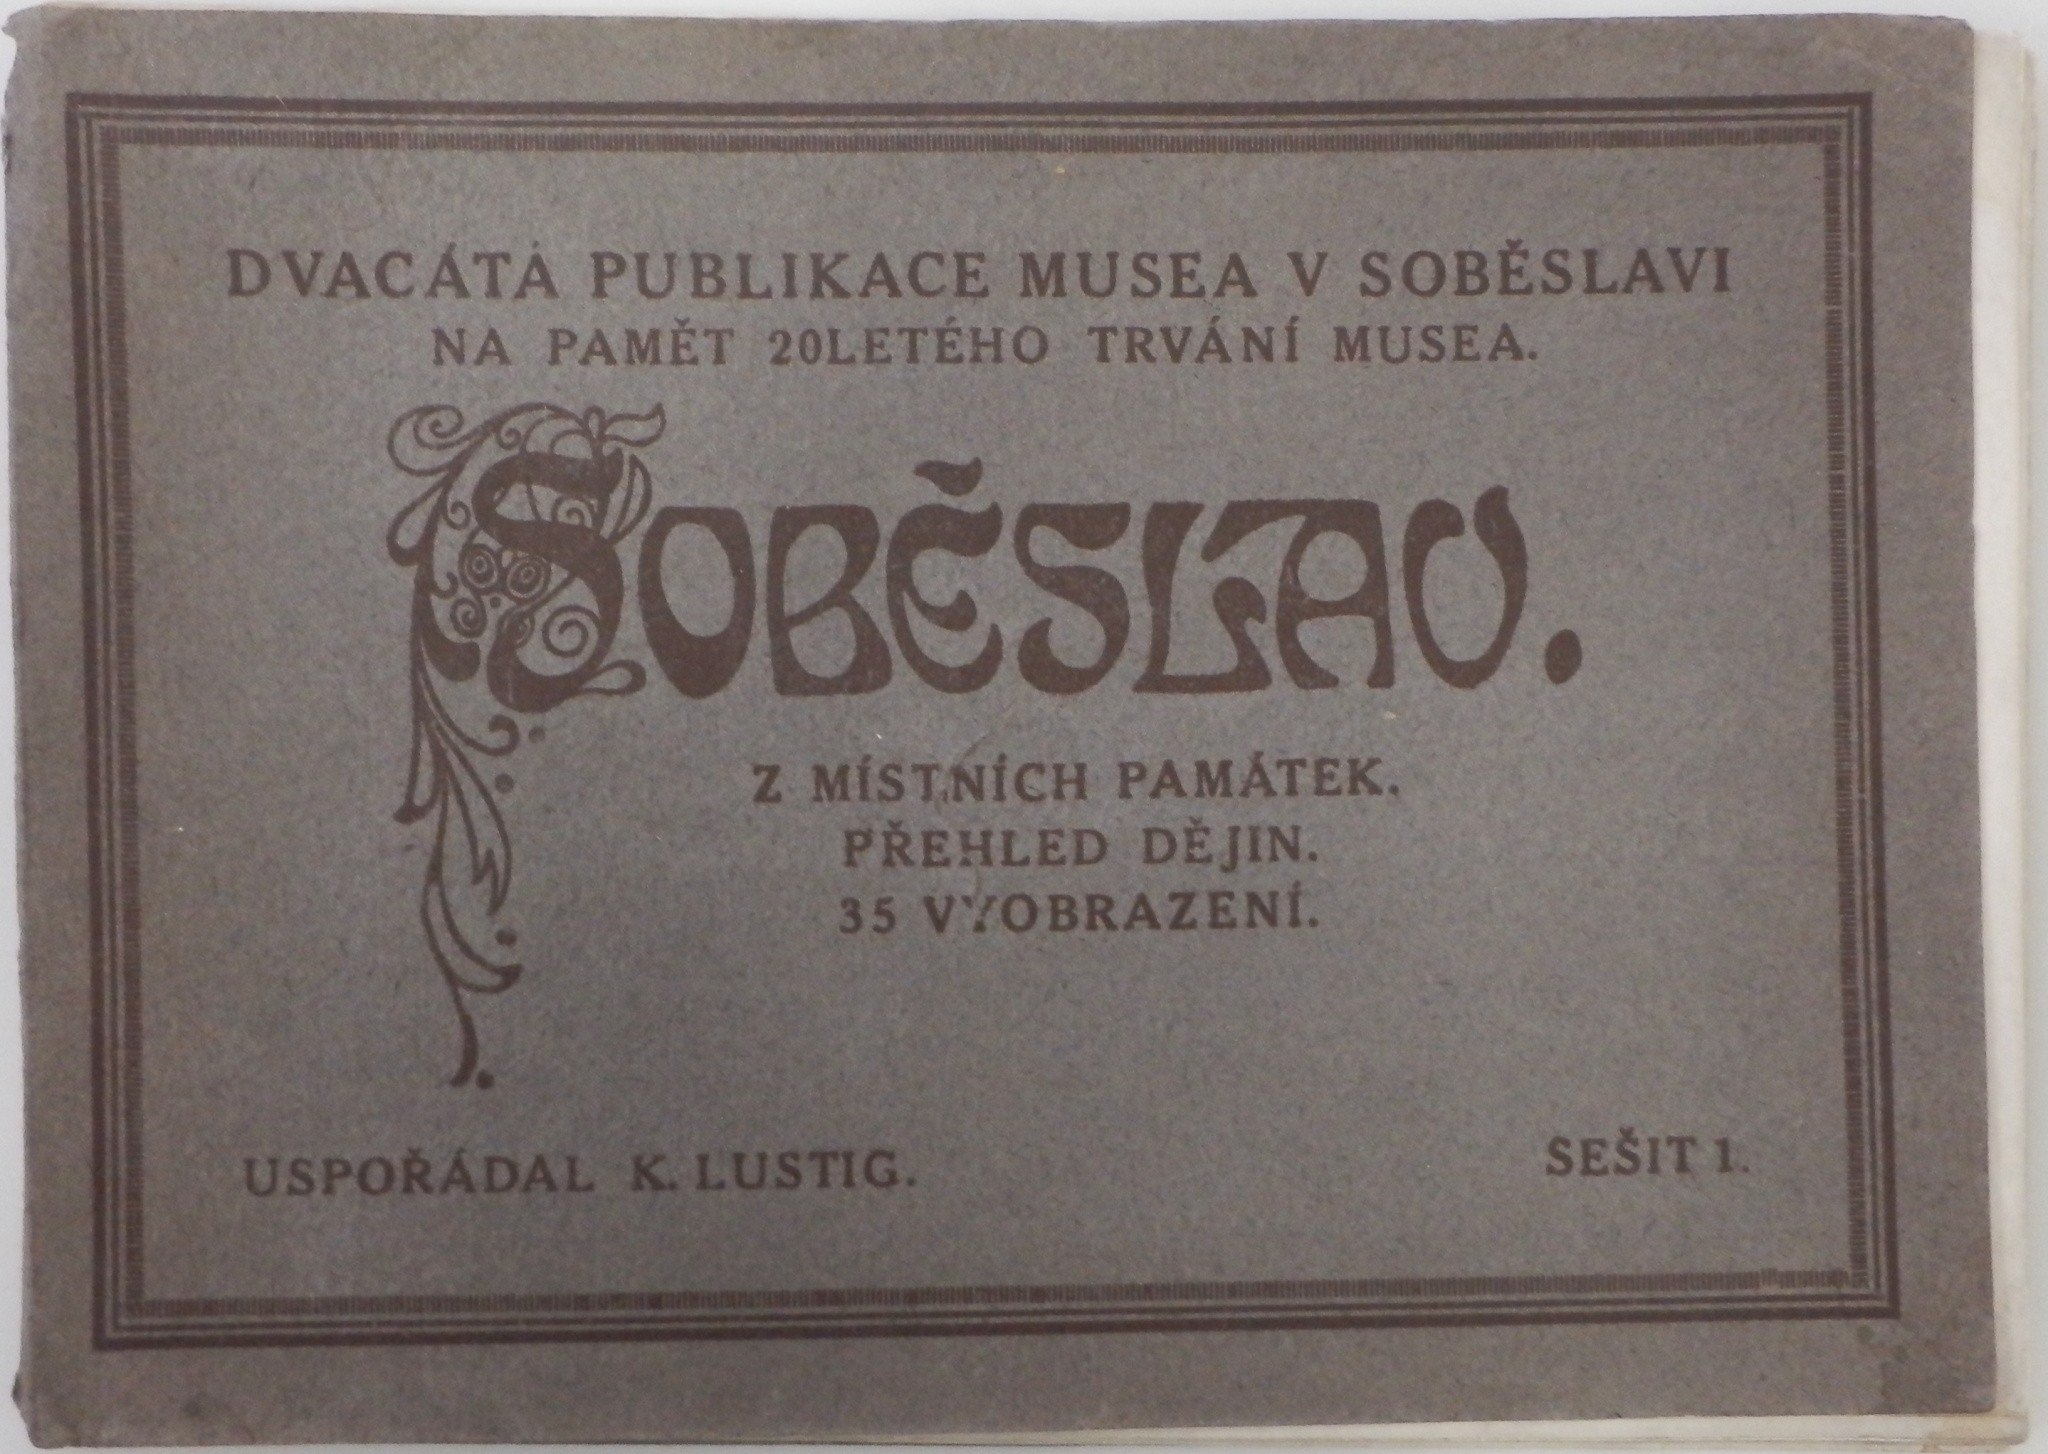 DVACÁTÁ PUBLIKACE MUSEA V SOBĚSLAVI
NA PAMĚT 20LETÉHO TRVÁNÍ MUSEA.
SOBĚSLAV.
Z MÍSTNÍCH PAMÁTEK.
PŘEHLED DĚJIN.
35 VYOBRAZENÍ.
USPOŘÁDAL K. LUSTIG.
SEŠIT 1.